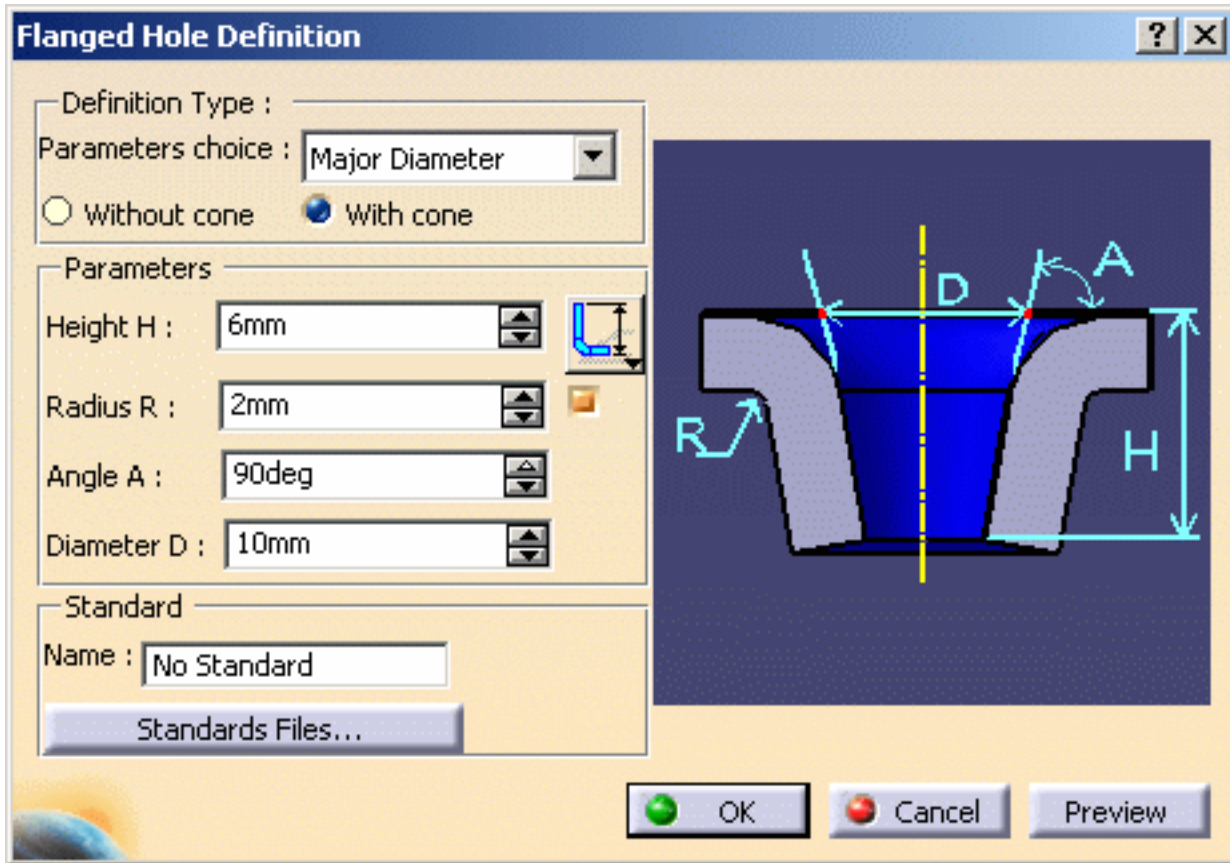 Flanged Hole Definition
Definition Type :
Parameters choice : Major Diameter
Without cone With cone
Parameters
Height H : 6mm
Radius R : 2mm
Angle A : 90deg
Diameter D : 10mm
Standard
Name : No Standard
Standards Files...
D
A
R
H
OK Cancel Preview